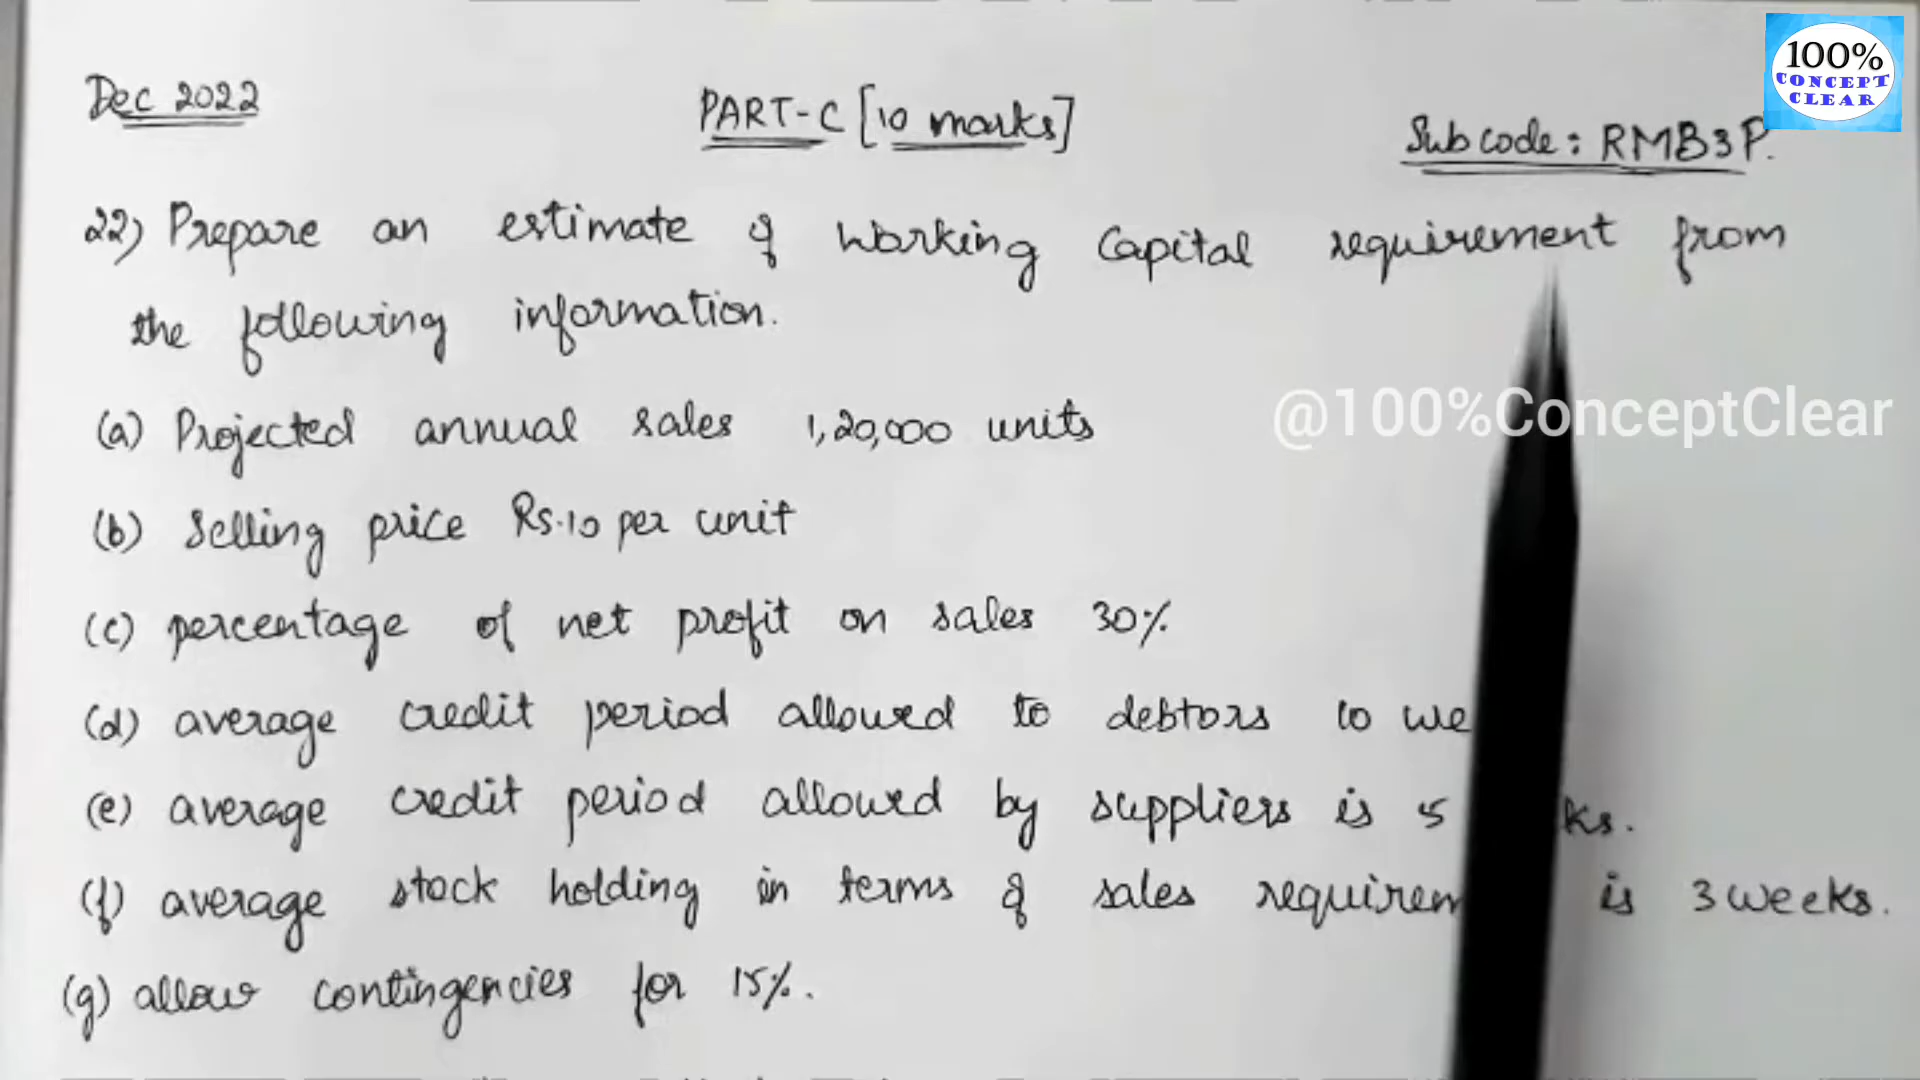 Dec 2022
PART-C [10 marks]
Sub code: RMB3P.
100%
CONCEPT
CLEAR
22) Prepare an estimate of Working Capital requirement from
the following information.
@100%ConceptClear
(a) Projected annual sales 1,20,000 units
(b) Selling price Rs.10 per unit
(c) percentage of net profit on sales 30%
(d) average credit period allowed to debtors 10 we
(e) average credit period allowed by suppliers is 5 ks.
(f) average stock holding in terms of sales requirem is 3 weeks.
(g) allow contingencies for 15%.